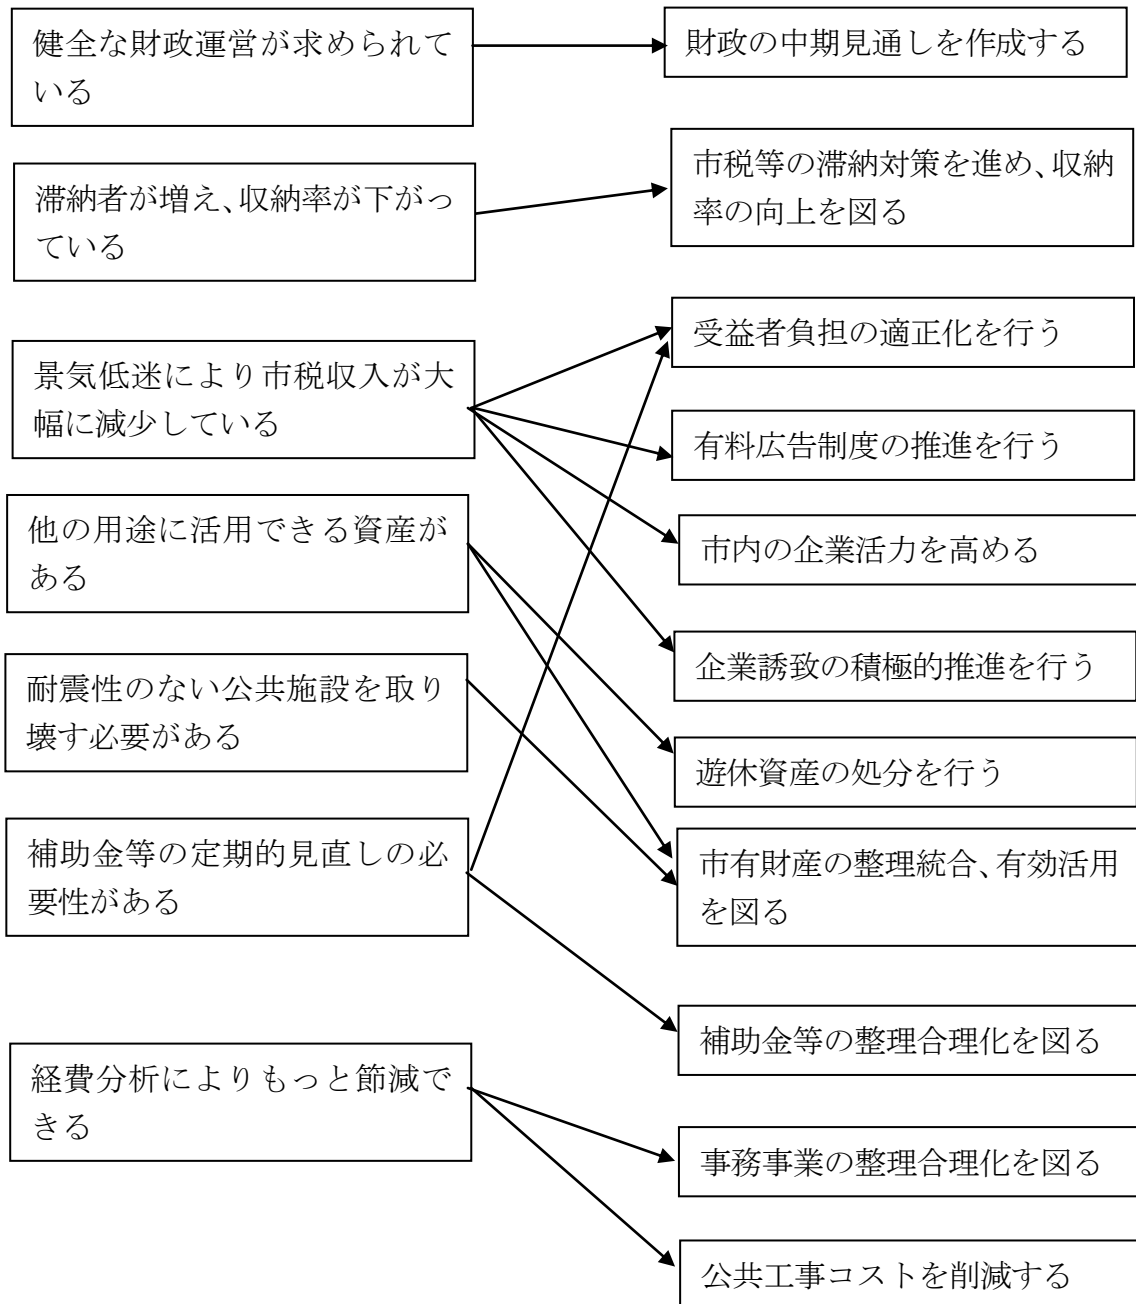 健全な財政運営が求められて
いる
財政の中期見通しを作成する
滞納者が増え、収納率が下がっ
ている
市税等の滞納対策を進め、収納
率の向上を図る
景気低迷により市税収入が大
幅に減少している
受益者負担の適正化を行う
有料広告制度の推進を行う
他の用途に活用できる資産が
ある
市内の企業活力を高める
耐震性のない公共施設を取り
壊す必要がある
企業誘致の積極的推進を行う
遊休資産の処分を行う
補助金等の定期的見直しの必
要性がある
市有財産の整理統合、有効活用
を図る
補助金等の整理合理化を図る
経費分析によりもっと節減で
きる
事務事業の整理合理化を図る
公共工事コストを削減する